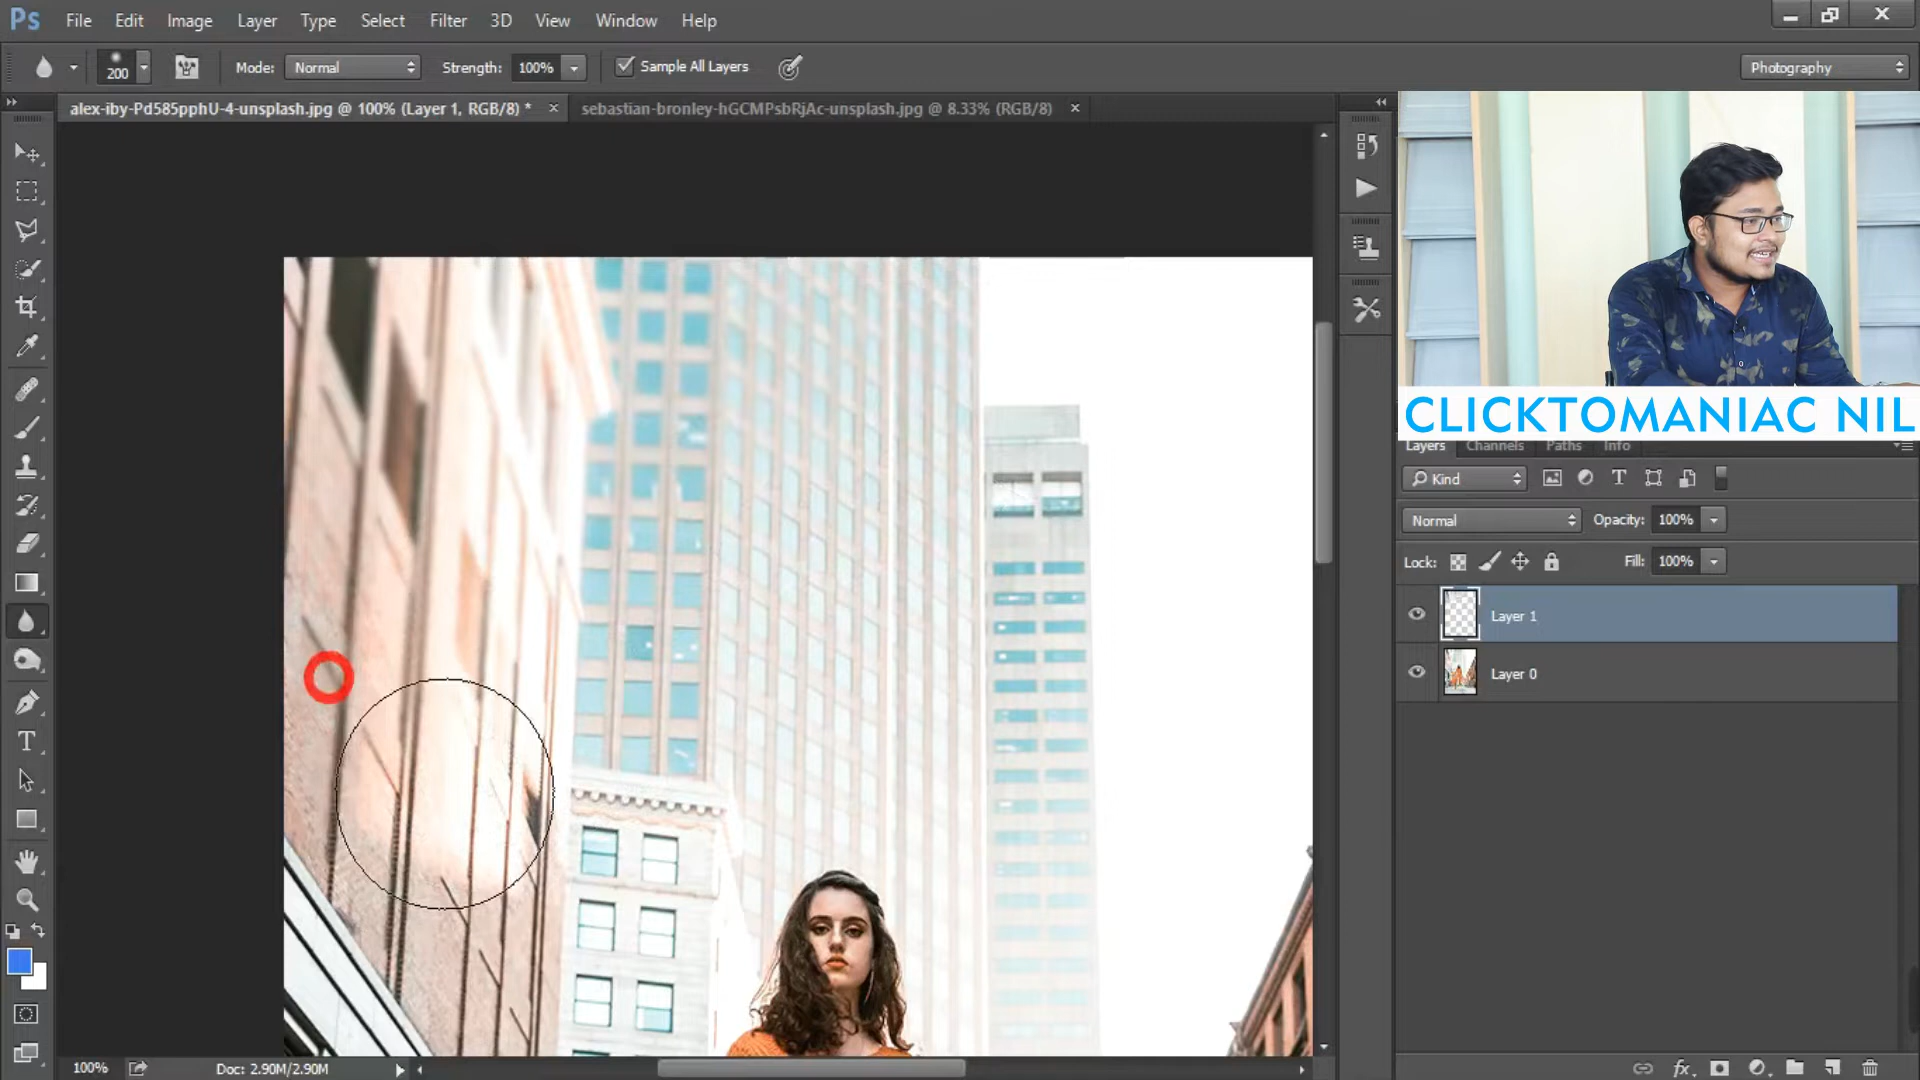 Ps File Edit Image Layer Type Select Filter 3D View Window Help
200 Mode: Normal Strength: 100% Sample All Layers Photography
alex-iby-Pd585pphU-4-unsplash.jpg @ 100% (Layer 1, RGB/8) * × sebastian-bronley-hGCMPsbRjAc-unsplash.jpg @ 8.33% (RGB/8) ×
CLICKTOMANIAC NIL
Layers Channels Paths Info
Kind
Normal Opacity: 100%
Lock: Fill: 100%
Layer 1
Layer 0
100% Doc: 2.90M/2.90M
fx